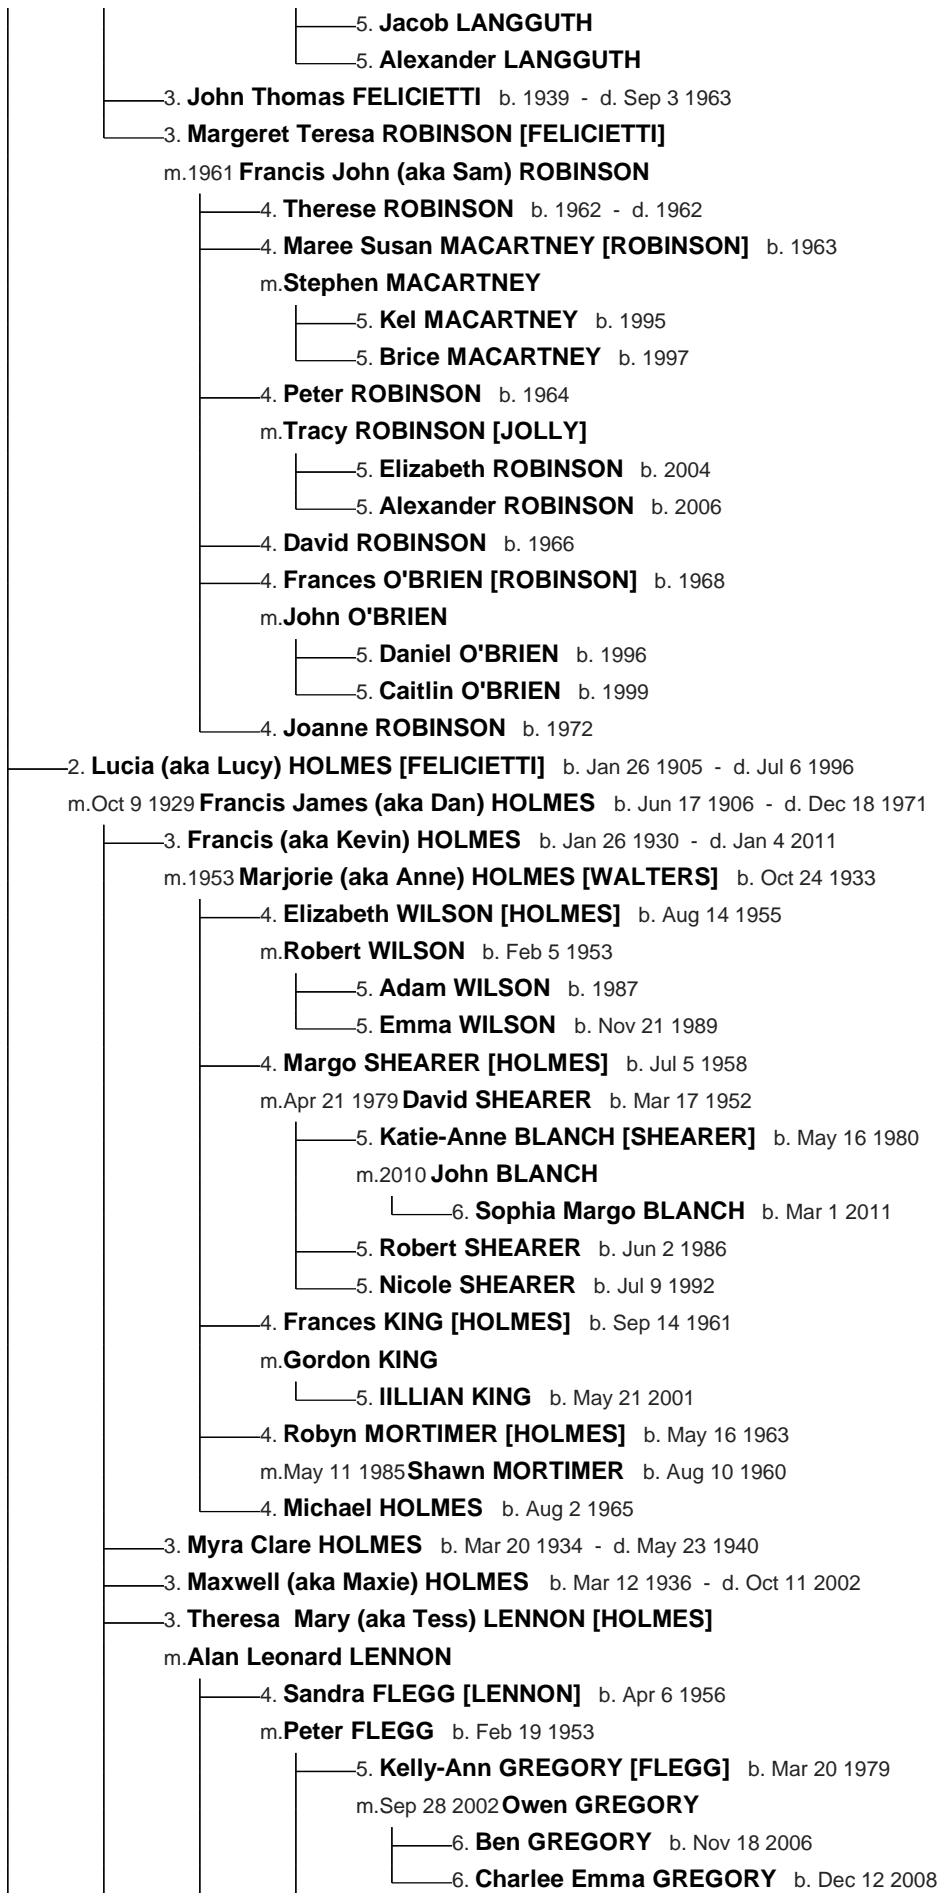 5. Jacob LANGGUTH
5. Alexander LANGGUTH
3. John Thomas FELICIETTI b. 1939 - d. Sep 3 1963
3. Margeret Teresa ROBINSON [FELICIETTI]
m.1961 Francis John (aka Sam) ROBINSON
4. Therese ROBINSON b. 1962 - d. 1962
4. Maree Susan MACARTNEY [ROBINSON] b. 1963
m.Stephen MACARTNEY
5. Kel MACARTNEY b. 1995
5. Brice MACARTNEY b. 1997
4. Peter ROBINSON b. 1964
m.Tracy ROBINSON [JOLLY]
5. Elizabeth ROBINSON b. 2004
5. Alexander ROBINSON b. 2006
4. David ROBINSON b. 1966
4. Frances O'BRIEN [ROBINSON] b. 1968
m.John O'BRIEN
5. Daniel O'BRIEN b. 1996
5. Caitlin O'BRIEN b. 1999
4. Joanne ROBINSON b. 1972
2. Lucia (aka Lucy) HOLMES [FELICIETTI] b. Jan 26 1905 - d. Jul 6 1996
m.Oct 9 1929 Francis James (aka Dan) HOLMES b. Jun 17 1906 - d. Dec 18 1971
3. Francis (aka Kevin) HOLMES b. Jan 26 1930 - d. Jan 4 2011
m.1953 Marjorie (aka Anne) HOLMES [WALTERS] b. Oct 24 1933
4. Elizabeth WILSON [HOLMES] b. Aug 14 1955
m.Robert WILSON b. Feb 5 1953
5. Adam WILSON b. 1987
5. Emma WILSON b. Nov 21 1989
4. Margo SHEARER [HOLMES] b. Jul 5 1958
m.Apr 21 1979 David SHEARER b. Mar 17 1952
5. Katie-Anne BLANCH [SHEARER] b. May 16 1980
m.2010 John BLANCH
6. Sophia Margo BLANCH b. Mar 1 2011
5. Robert SHEARER b. Jun 2 1986
5. Nicole SHEARER b. Jul 9 1992
4. Frances KING [HOLMES] b. Sep 14 1961
m.Gordon KING
5. IILLIAN KING b. May 21 2001
4. Robyn MORTIMER [HOLMES] b. May 16 1963
m.May 11 1985 Shawn MORTIMER b. Aug 10 1960
4. Michael HOLMES b. Aug 2 1965
3. Myra Clare HOLMES b. Mar 20 1934 - d. May 23 1940
3. Maxwell (aka Maxie) HOLMES b. Mar 12 1936 - d. Oct 11 2002
3. Theresa Mary (aka Tess) LENNON [HOLMES]
m.Alan Leonard LENNON
4. Sandra FLEGG [LENNON] b. Apr 6 1956
m.Peter FLEGG b. Feb 19 1953
5. Kelly-Ann GREGORY [FLEGG] b. Mar 20 1979
m.Sep 28 2002 Owen GREGORY
6. Ben GREGORY b. Nov 18 2006
6. Charlee Emma GREGORY b. Dec 12 2008